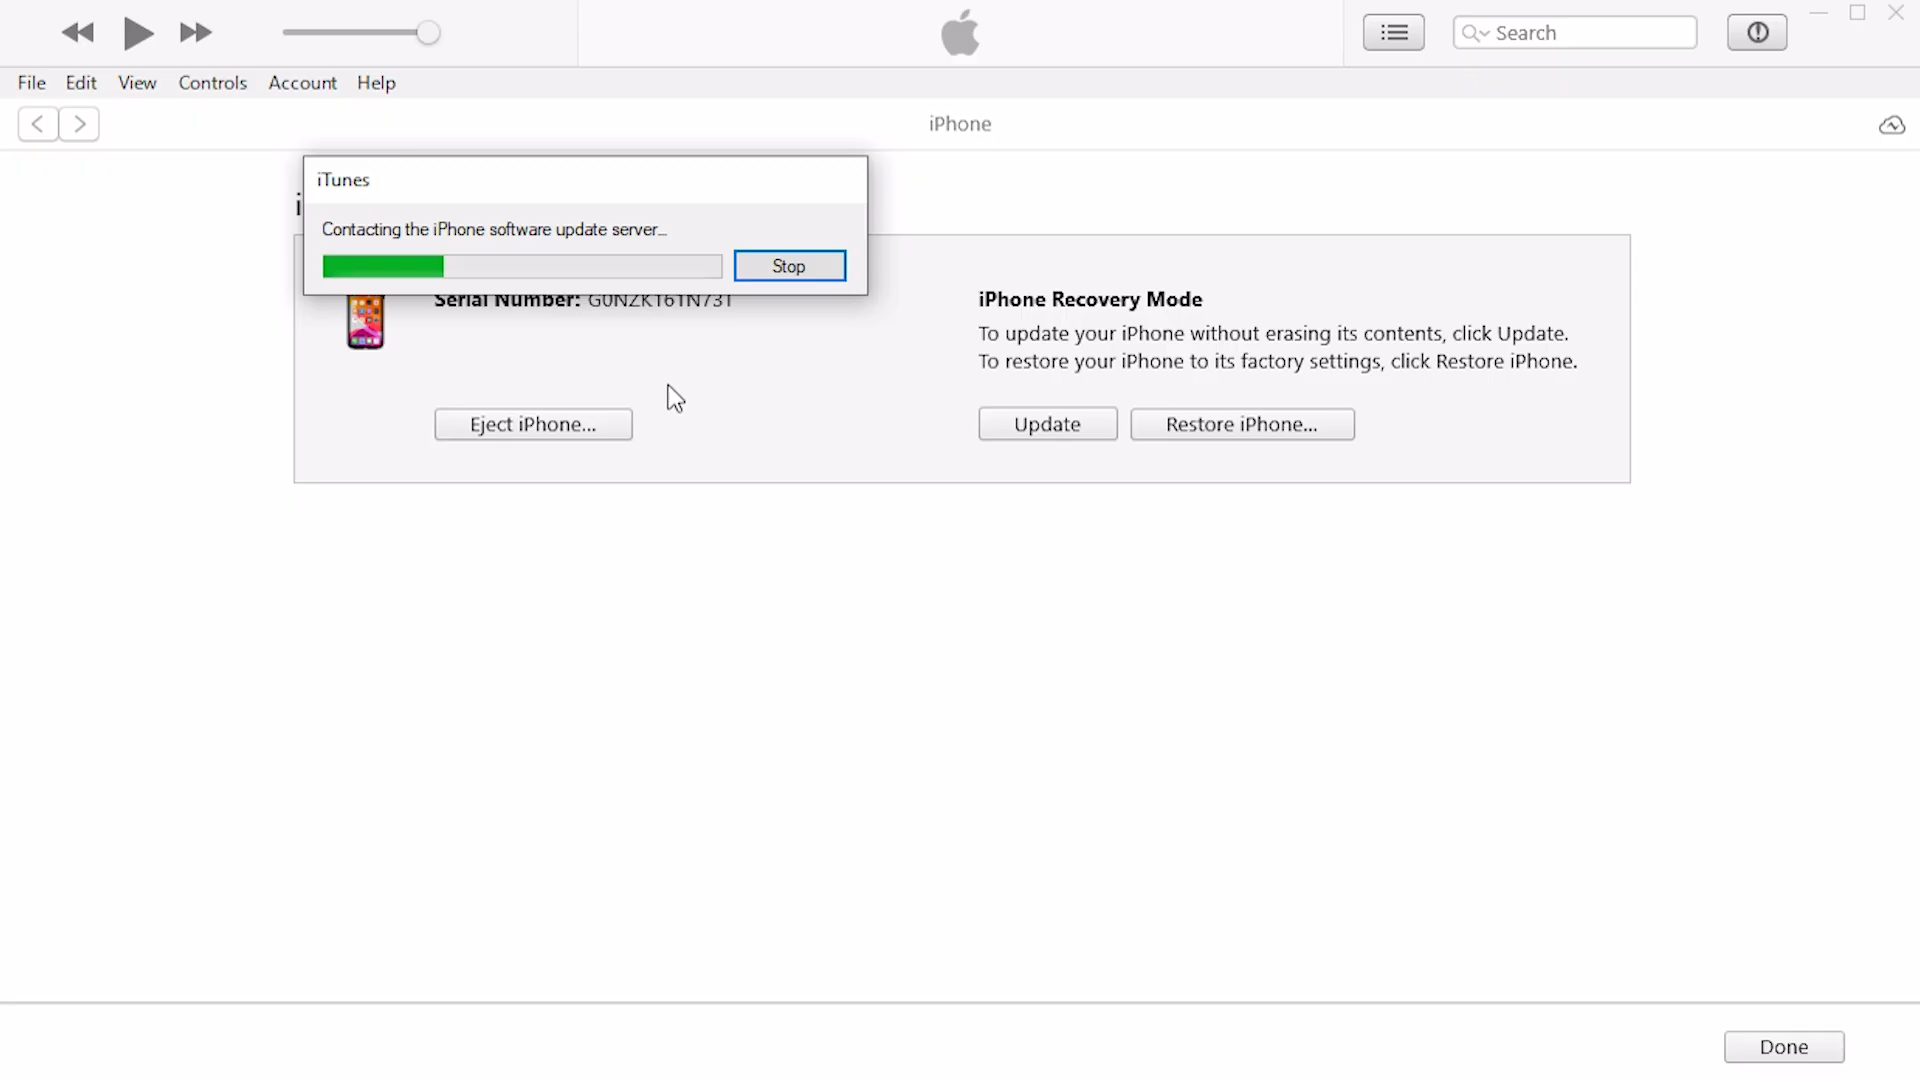 Search
File Edit View Controls Account Help
iPhone
iTunes
Contacting the iPhone software update server...
Stop
Serial Number:
iPhone Recovery Mode
To update your iPhone without erasing its contents, click Update.
To restore your iPhone to its factory settings, click Restore iPhone.
Eject iPhone...
Update
Restore iPhone...
Done